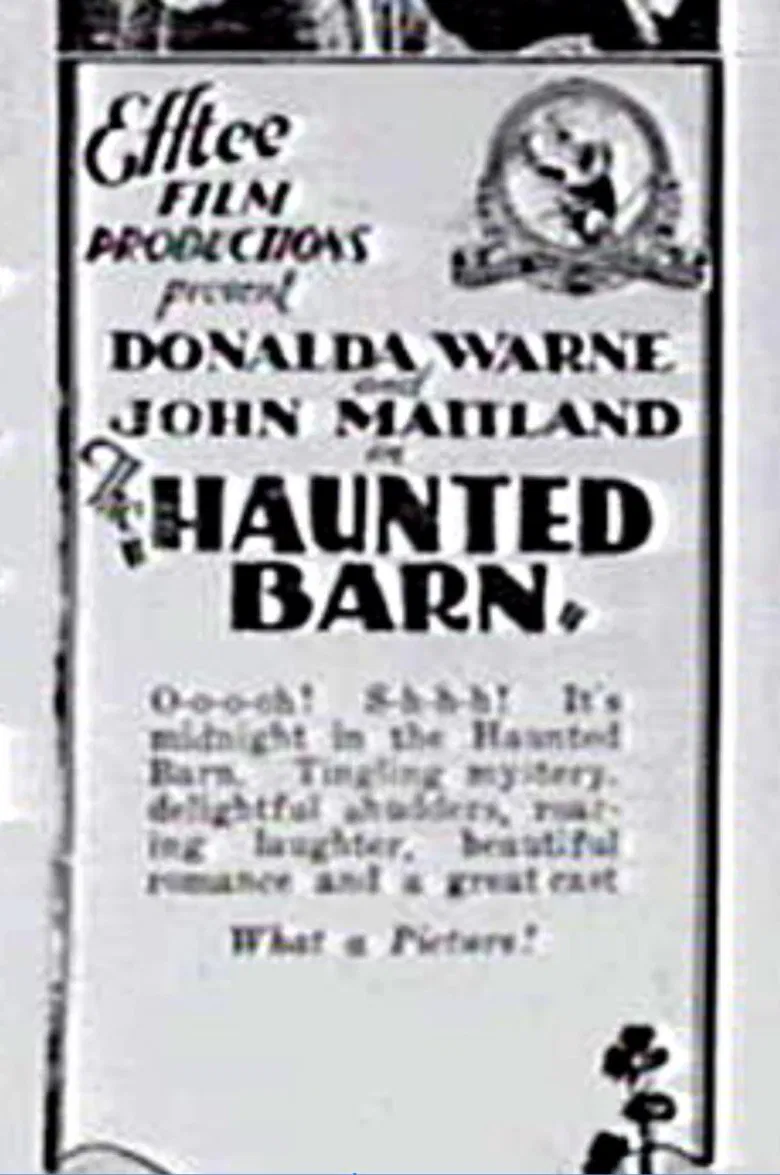 Efftee
FILM
PRODUCTIONS
present
DONALDA WARNE
and
JOHN MAITLAND
in
The
"HAUNTED
BARN"
O-o-o-oh! S-h-h-h! It's
midnight in the Haunted
Barn. Tingling mystery,
delightful shudders, roar-
ing laughter, beautiful
romance and a great cast
What a Picture!